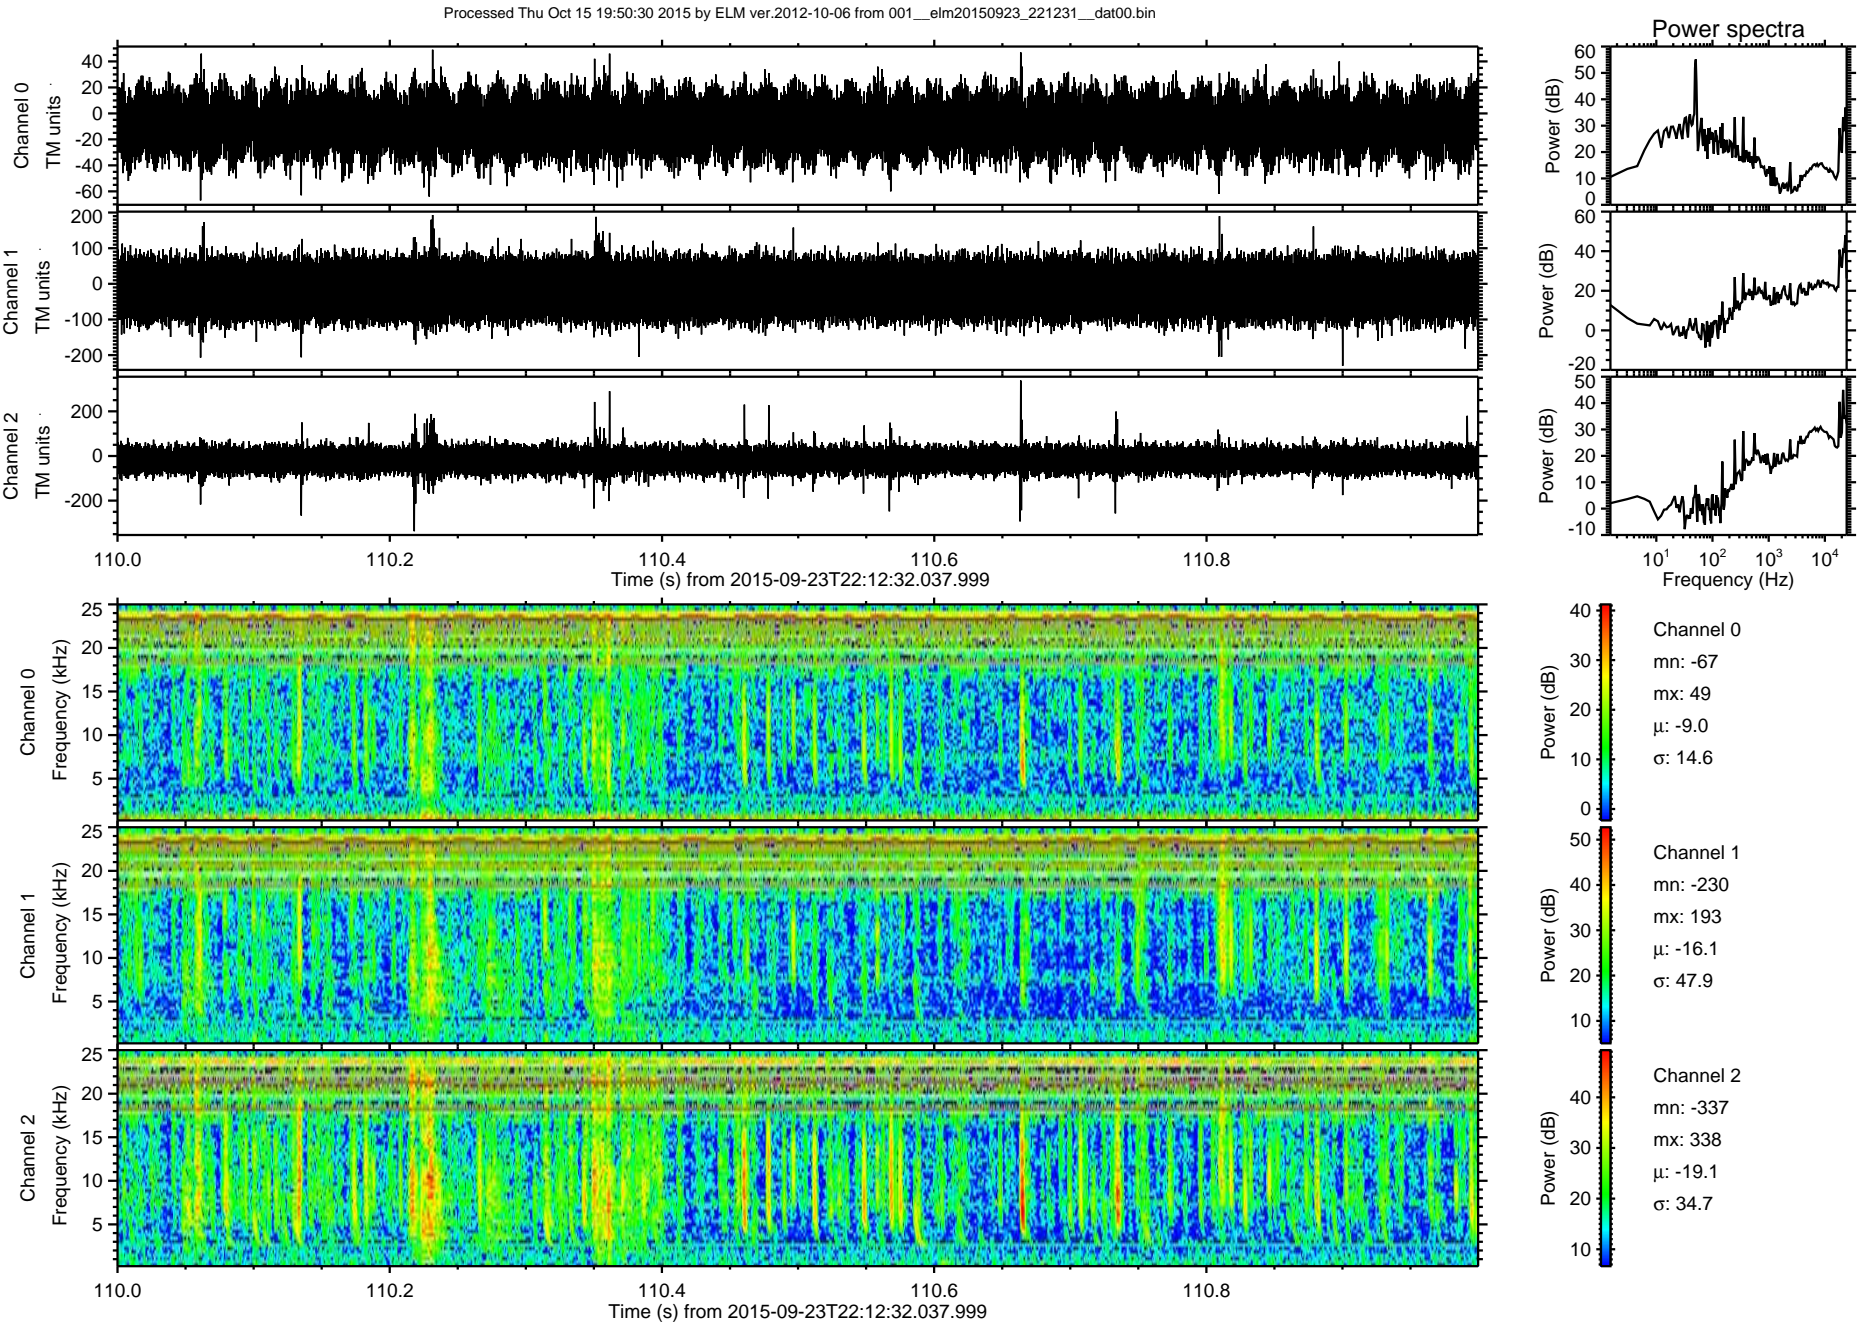 Processed Thu Oct 15 19:50:30 2015 by ELM ver.2012-10-06 from 001__elm20150923_221231__dat00.bin
Power spectra
Channel 0
TM units
40
20
0
-20
-40
-60
Power (dB)
60
50
40
30
20
10
0
Channel 1
TM units
200
100
0
-100
-200
Power (dB)
60
40
20
0
-20
Channel 2
TM units
200
0
-200
Power (dB)
50
40
30
20
10
0
-10
110.0 110.2 110.4 110.6 110.8
Time (s) from 2015-09-23T22:12:32.037.999
10¹ 10² 10³ 10⁴
Frequency (Hz)
Channel 0
Frequency (kHz)
25
20
15
10
5
Power (dB)
40
30
20
10
0
Channel 0
mn: -67
mx: 49
μ: -9.0
σ: 14.6
Channel 1
Frequency (kHz)
25
20
15
10
5
Power (dB)
50
40
30
20
10
Channel 1
mn: -230
mx: 193
μ: -16.1
σ: 47.9
Channel 2
Frequency (kHz)
25
20
15
10
5
Power (dB)
40
30
20
10
Channel 2
mn: -337
mx: 338
μ: -19.1
σ: 34.7
110.0 110.2 110.4 110.6 110.8
Time (s) from 2015-09-23T22:12:32.037.999